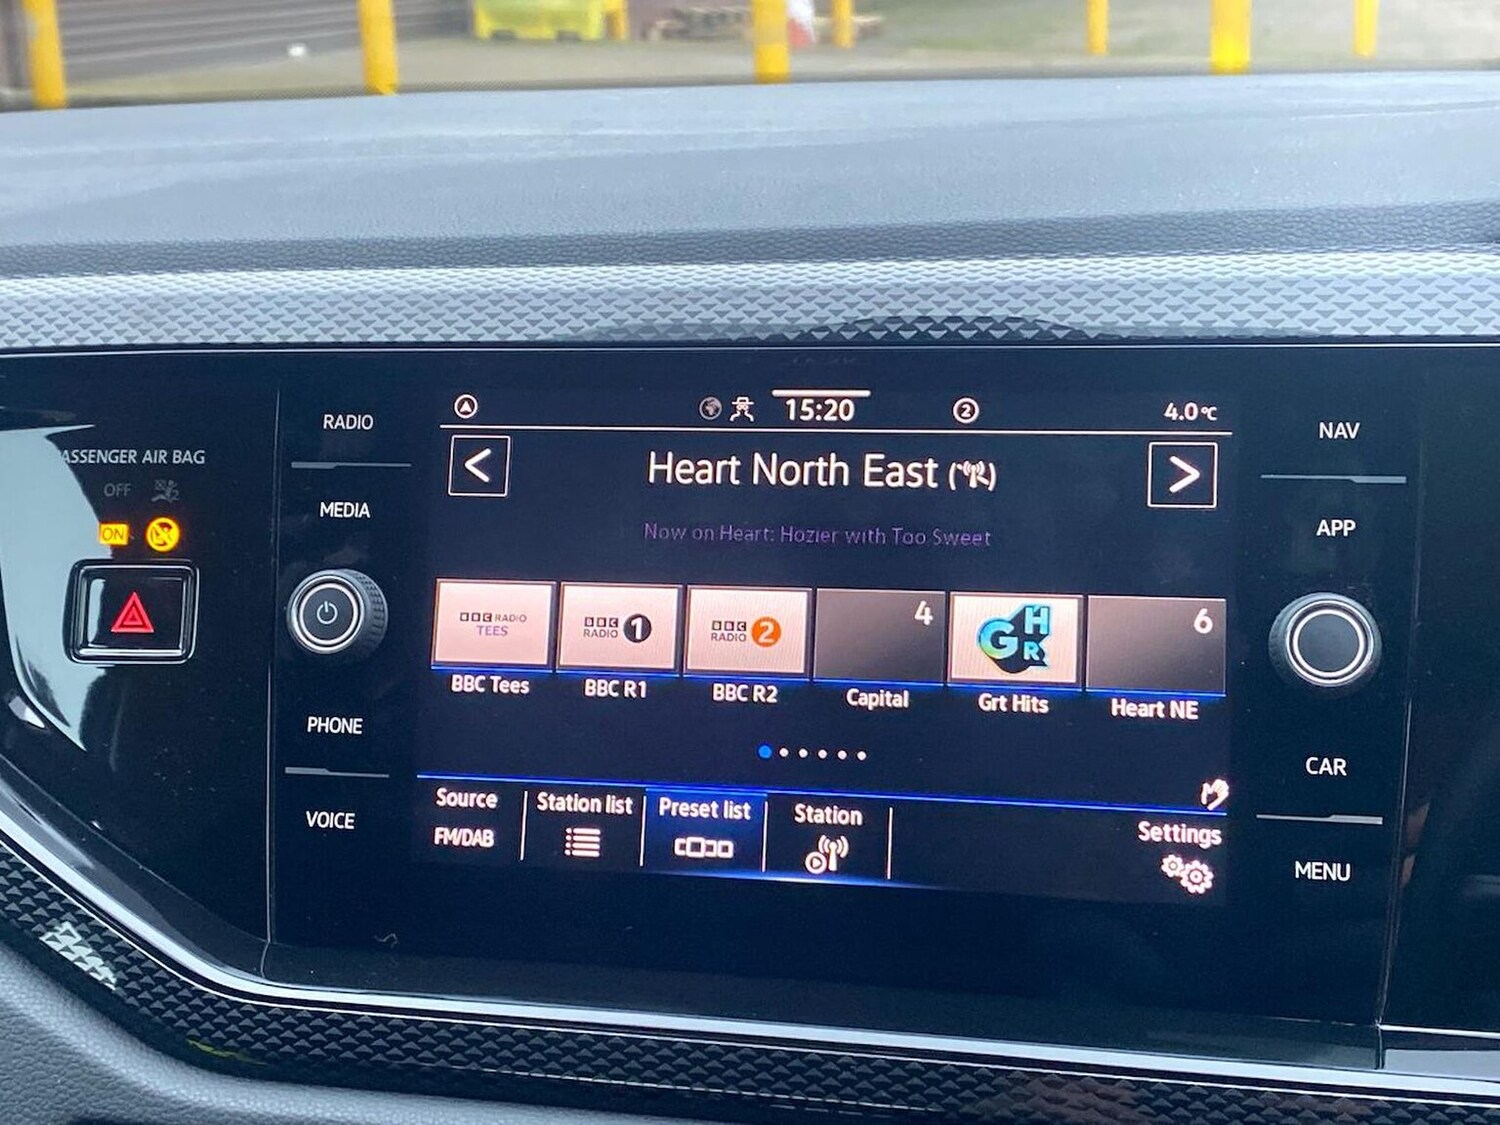 PASSENGER AIR BAG
OFF
ON
RADIO
MEDIA
PHONE
VOICE
15:20
2
4.0°C
<
Heart North East
>
Now on Heart: Hozier with Too Sweet
BBC RADIO
TEES
BBC
RADIO 1
BBC
RADIO 2
4
GHR
6
BBC Tees
BBC R1
BBC R2
Capital
Grt Hits
Heart NE
Source
FM/DAB
Station list
Preset list
Station
Settings
NAV
APP
CAR
MENU